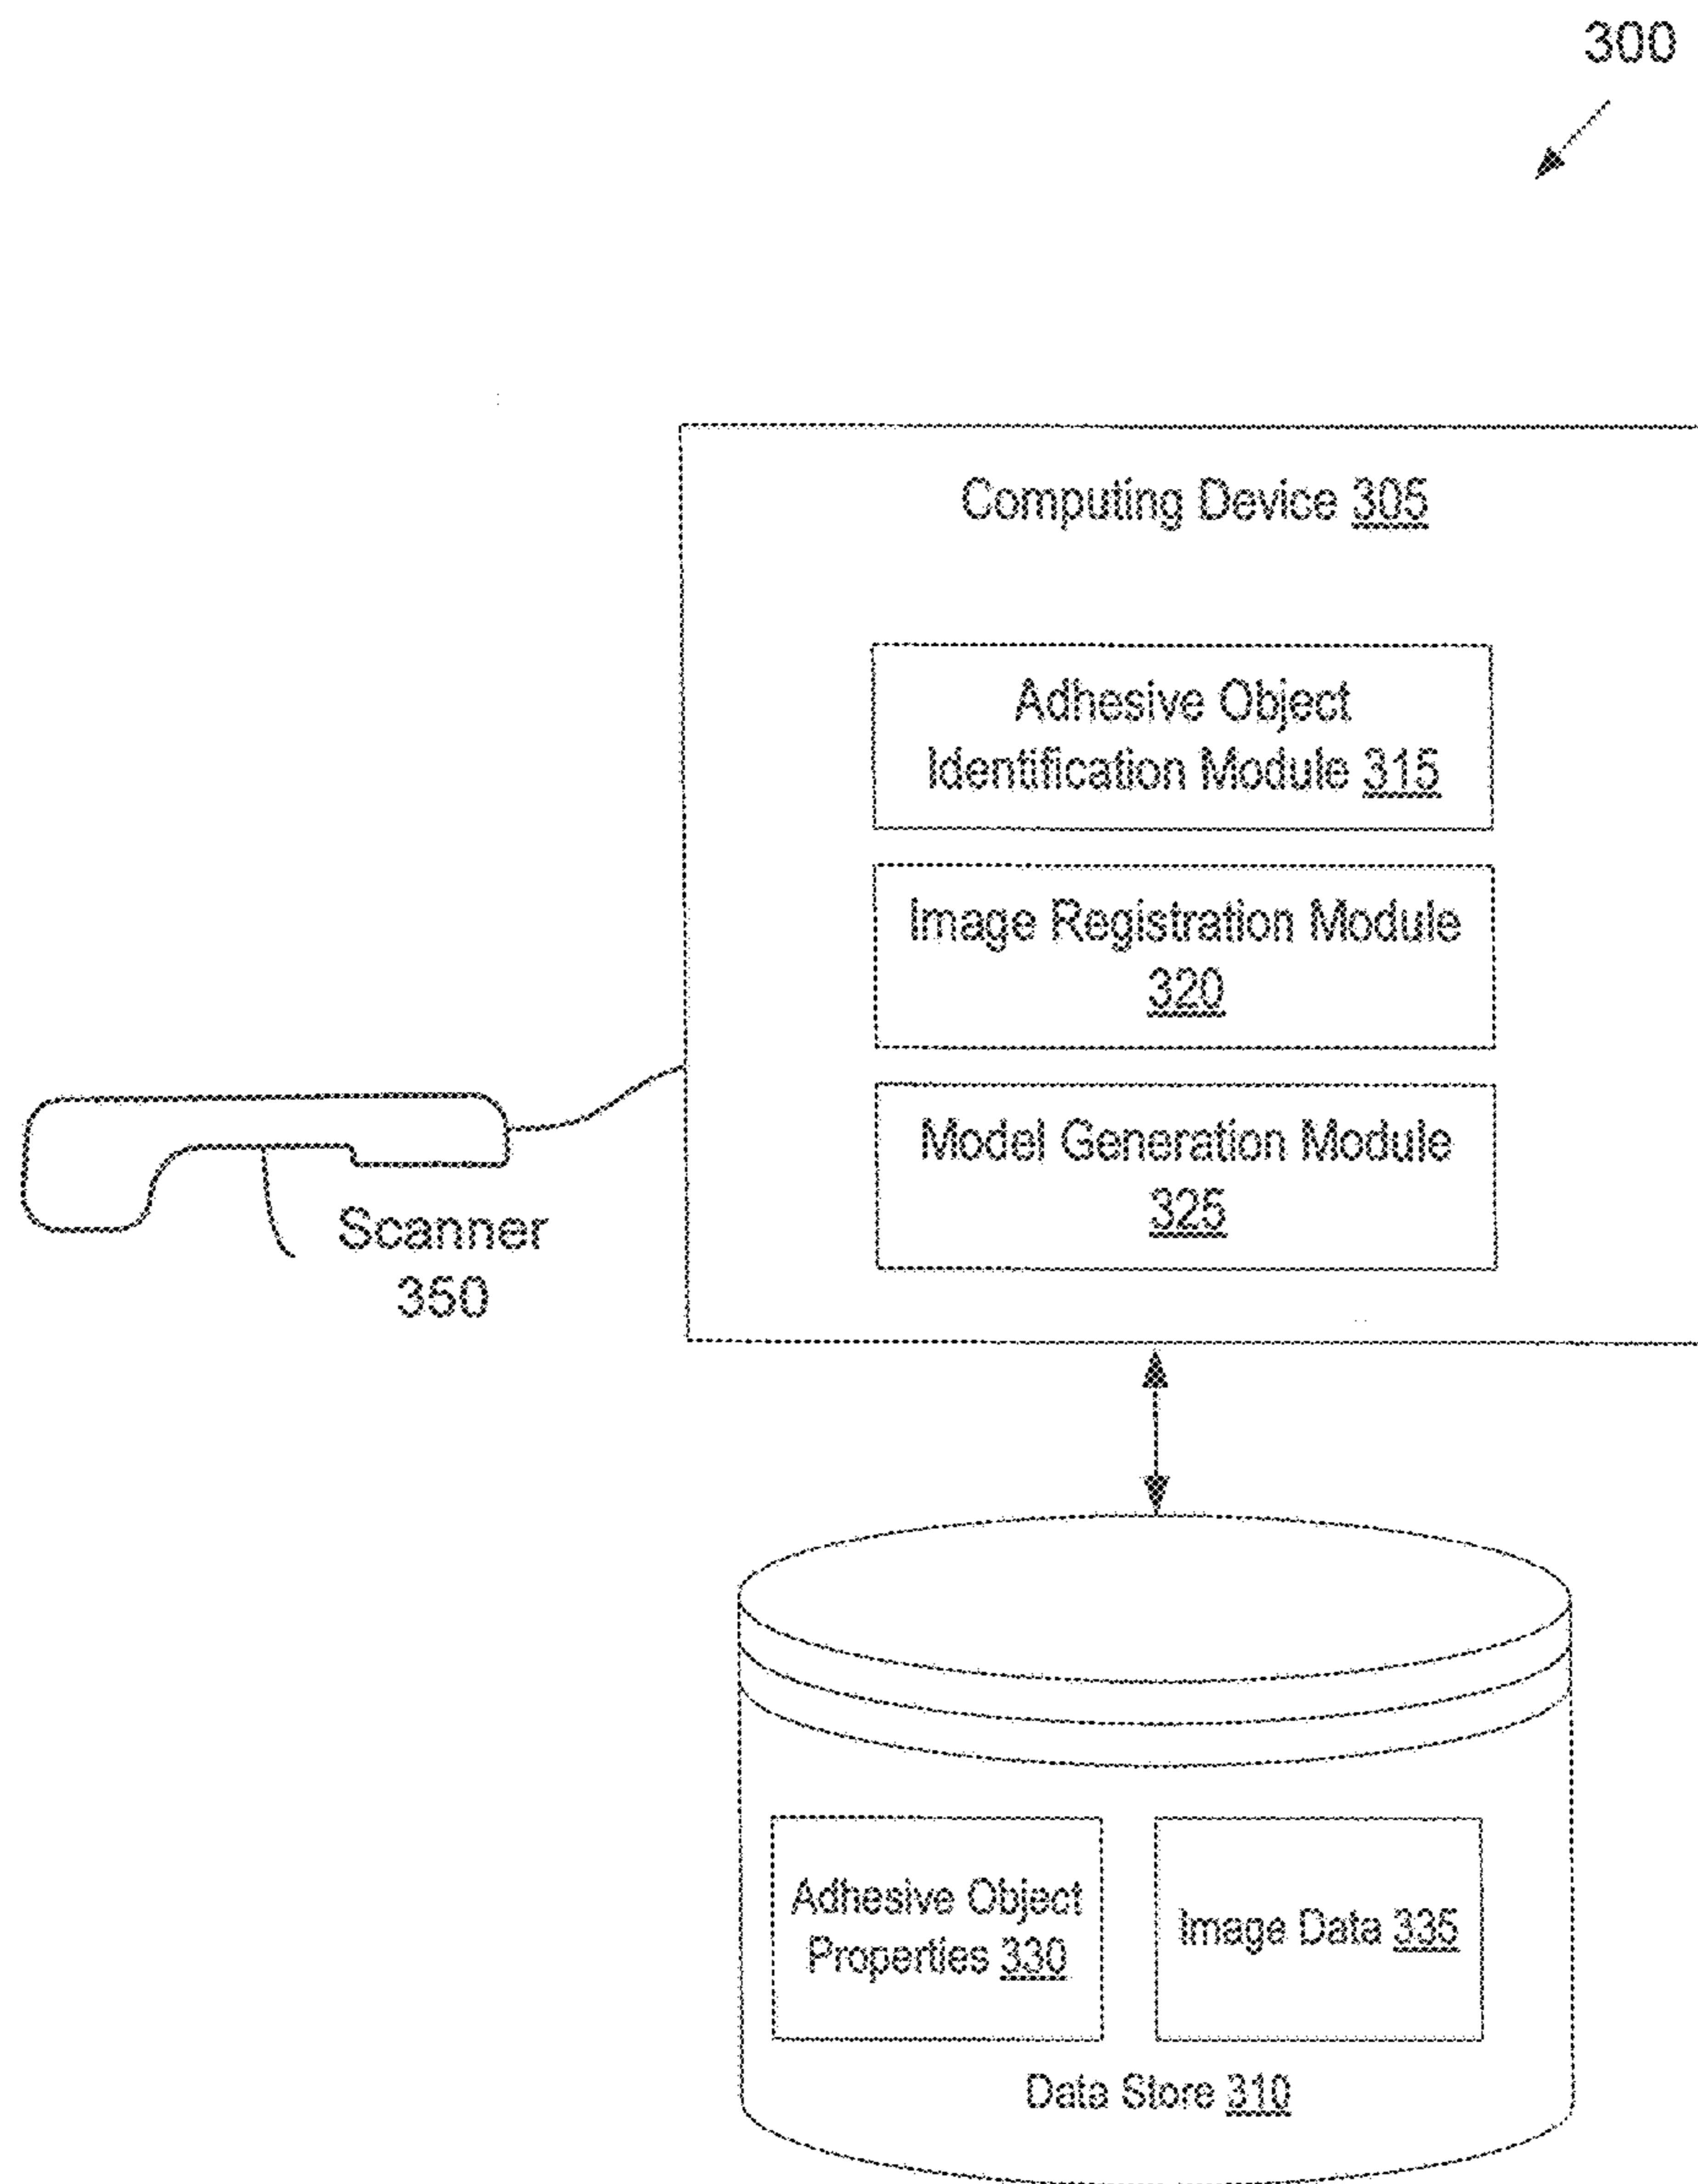 300
Computing Device 305
Adhesive Object
Identification Module 315
Image Registration Module
320
Model Generation Module
325
Scanner
350
Adhesive Object
Properties 330
Image Data 335
Data Store 310